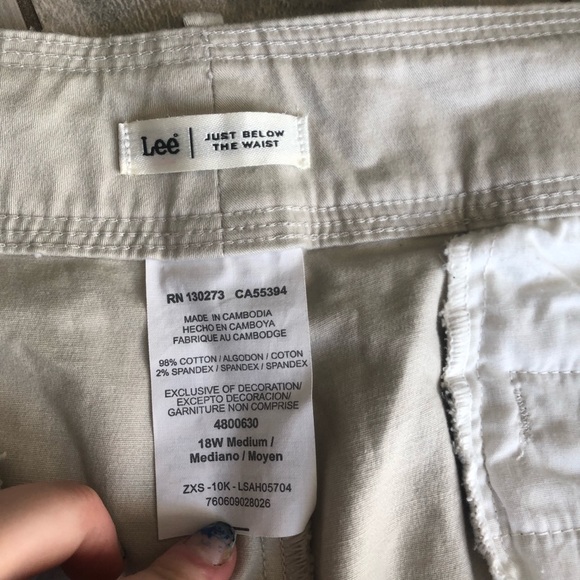 Lee® | JUST BELOW
THE WAIST
RN 130273 CA55394
MADE IN CAMBODIA
HECHO EN CAMBOYA
FABRIQUE AU CAMBODGE
98% COTTON / ALGODON / COTON
2% SPANDEX / SPANDEX / SPANDEX
EXCLUSIVE OF DECORATION/
EXCEPTO DECORACION/
GARNITURE NON COMPRISE
4800630
18W Medium /
Mediano / Moyen
ZXS -10K - LSAH05704
760609028026